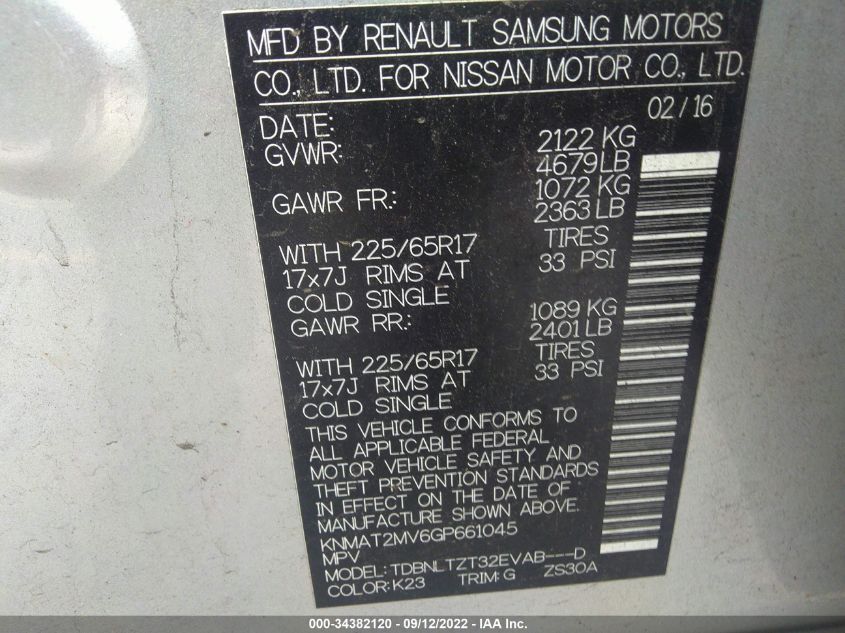 MFD BY RENAULT SAMSUNG MOTORS
CO., LTD. FOR NISSAN MOTOR CO., LTD.
DATE: 02/16
GVWR: 2122 KG
4679 LB
GAWR FR.: 1072 KG
2363 LB
WITH 225/65R17 TIRES
17x7J RIMS AT 33 PSI
COLD SINGLE
GAWR RR.: 1089 KG
2401 LB
WITH 225/65R17 TIRES
17x7J RIMS AT 33 PSI
COLD SINGLE
THIS VEHICLE CONFORMS TO
ALL APPLICABLE FEDERAL
MOTOR VEHICLE SAFETY, AND
THEFT PREVENTION STANDARDS
IN EFFECT ON THE DATE OF
MANUFACTURE SHOWN ABOVE.
KNMAT2MV6GP661045
MPV
MODEL: TDBNLTZT32EVAB---D
COLOR: K23 TRIM: G ZS30A
000-34382120 - 09/12/2022 - IAA Inc.